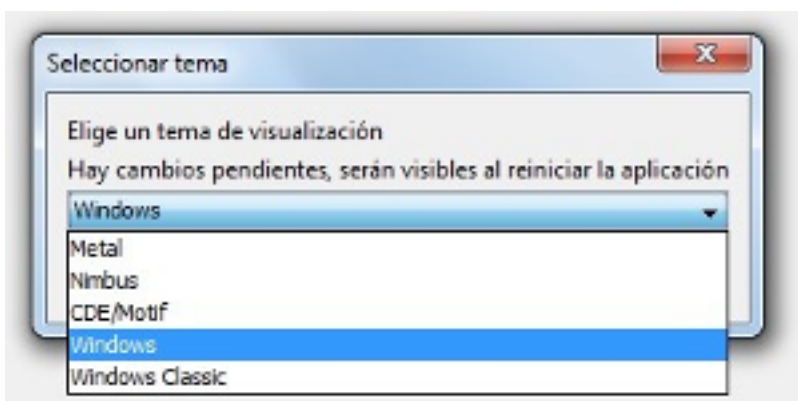 Seleccionar tema
Elige un tema de visualización
Hay cambios pendientes, serán visibles al reiniciar la aplicación
Windows
Metal
Nimbus
CDE/Motif
Windows
Windows Classic